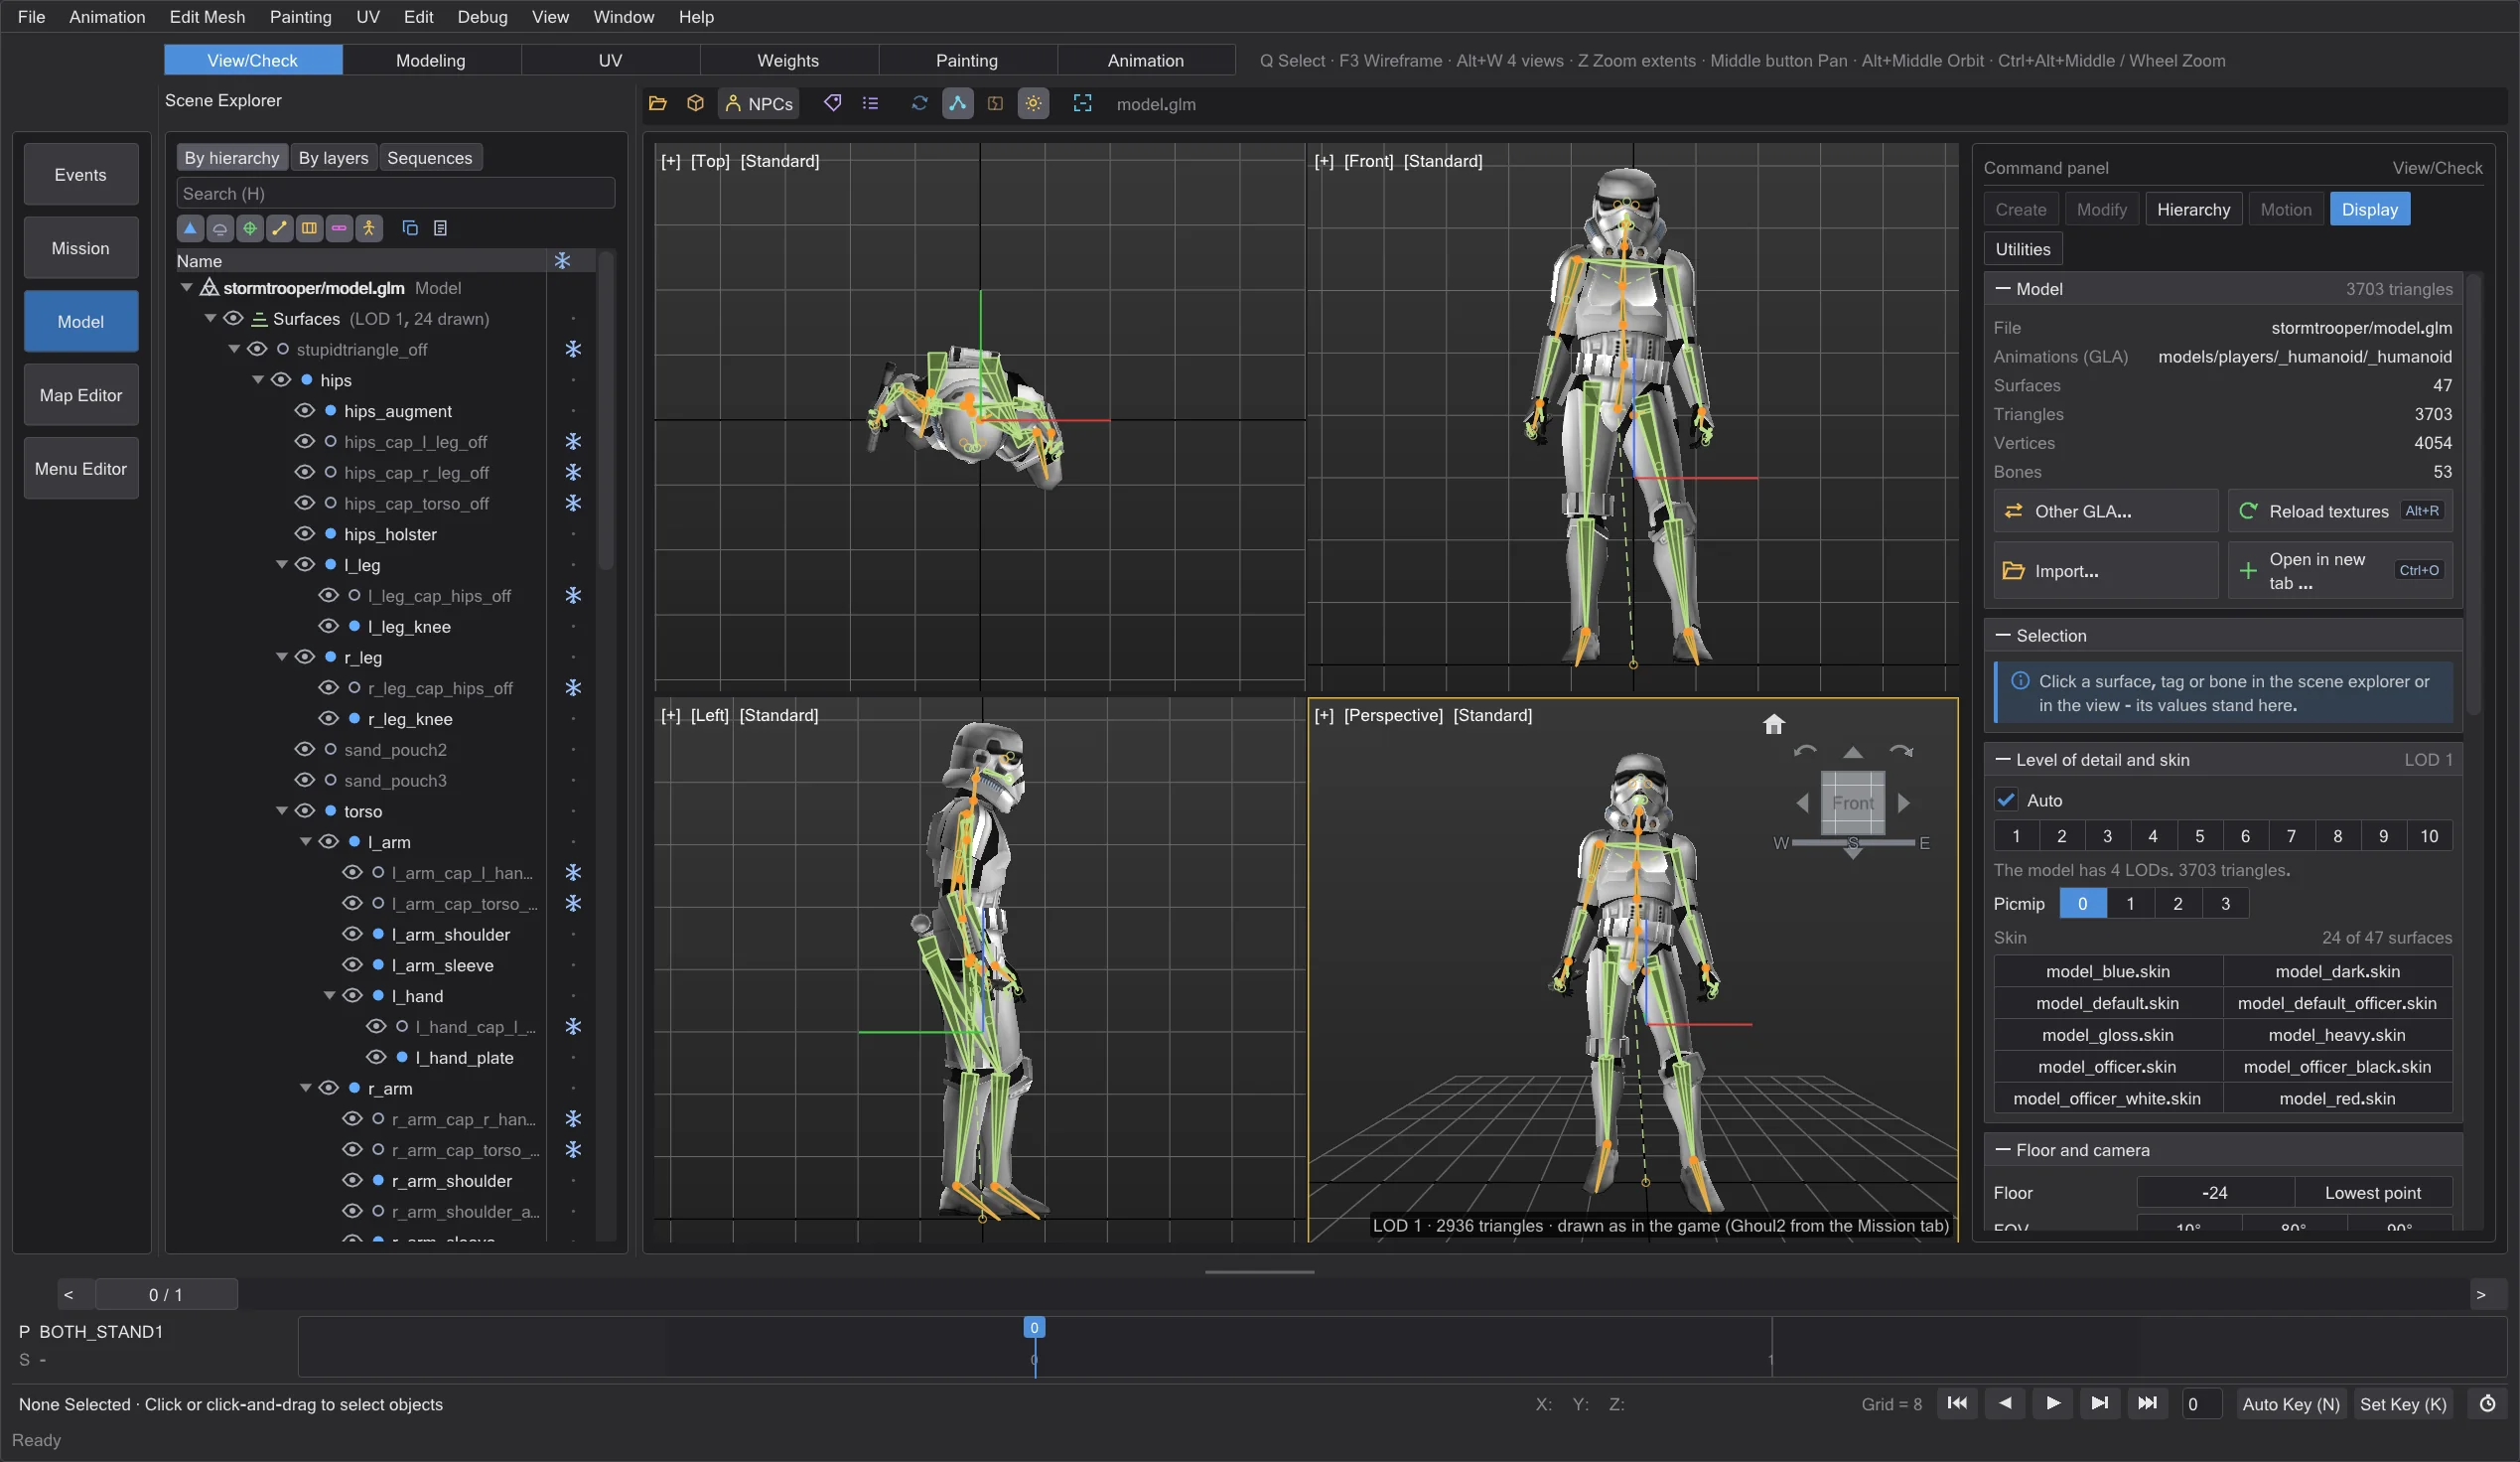 File Animation Edit Mesh Painting UV Edit Debug View Window Help
View/Check Modeling UV Weights Painting Animation Q Select · F3 Wireframe · Alt+W 4 views · Z Zoom extents · Middle button Pan · Alt+Middle Orbit · Ctrl+Alt+Middle / Wheel Zoom
Scene Explorer
NPCs model.glm
Events
Mission
Model
Map Editor
Menu Editor
By hierarchy By layers Sequences
Search (H)
Name
stormtrooper/model.glm Model
Surfaces (LOD 1, 24 drawn)
stupidtriangle_off
hips
hips_augment
hips_cap_l_leg_off
hips_cap_r_leg_off
hips_cap_torso_off
hips_holster
l_leg
l_leg_cap_hips_off
l_leg_knee
r_leg
r_leg_cap_hips_off
r_leg_knee
sand_pouch2
sand_pouch3
torso
l_arm
l_arm_cap_l_han...
l_arm_cap_torso_...
l_arm_shoulder
l_arm_sleeve
l_hand
l_hand_cap_l_...
l_hand_plate
r_arm
r_arm_cap_r_han...
r_arm_cap_torso_...
r_arm_shoulder
r_arm_shoulder_a...
[+] [Top] [Standard]
[+] [Front] [Standard]
[+] [Left] [Standard]
[+] [Perspective] [Standard]
Front
W S E
LOD 1 · 2936 triangles · drawn as in the game (Ghoul2 from the Mission tab)
Command panel View/Check
Create Modify Hierarchy Motion Display
Utilities
Model 3703 triangles
File stormtrooper/model.glm
Animations (GLA) models/players/_humanoid/_humanoid
Surfaces 47
Triangles 3703
Vertices 4054
Bones 53
Other GLA... Reload textures Alt+R
Import... Open in new tab ... Ctrl+O
Selection
Click a surface, tag or bone in the scene explorer or
in the view - its values stand here.
Level of detail and skin LOD 1
Auto
1 2 3 4 5 6 7 8 9 10
The model has 4 LODs. 3703 triangles.
Picmip 0 1 2 3
Skin 24 of 47 surfaces
model_blue.skin model_dark.skin
model_default.skin model_default_officer.skin
model_gloss.skin model_heavy.skin
model_officer.skin model_officer_black.skin
model_officer_white.skin model_red.skin
Floor and camera
Floor -24 Lowest point
FOV 10° 80° 90°
< 0 / 1 >
P BOTH_STAND1
S -
0
0 1
None Selected · Click or click-and-drag to select objects X: Y: Z: Grid = 8 0 Auto Key (N) Set Key (K)
Ready